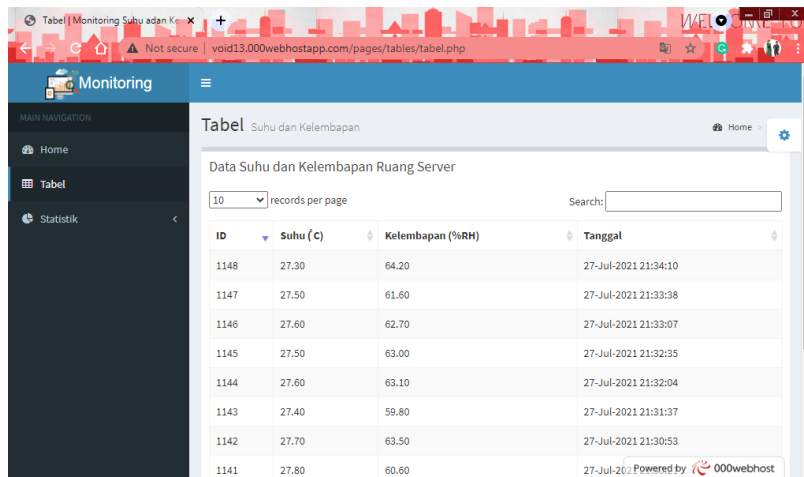 Tabel | Monitoring Suhu adan Ke
WELCOME TO
Not secure | void13.000webhostapp.com/pages/tables/tabel.php
Monitoring
MAIN NAVIGATION
Home
Tabel
Statistik
Tabel Suhu dan Kelembapan
Home >
Data Suhu dan Kelembapan Ruang Server
10 records per page Search:
ID Suhu (°C) Kelembapan (%RH) Tanggal
1148 27.30 64.20 27-Jul-2021 21:34:10
1147 27.50 61.60 27-Jul-2021 21:33:38
1146 27.60 62.70 27-Jul-2021 21:33:07
1145 27.50 63.00 27-Jul-2021 21:32:35
1144 27.60 63.10 27-Jul-2021 21:32:04
1143 27.40 59.80 27-Jul-2021 21:31:37
1142 27.70 63.50 27-Jul-2021 21:30:53
1141 27.80 60.60 27-Jul-202
Powered by 000webhost